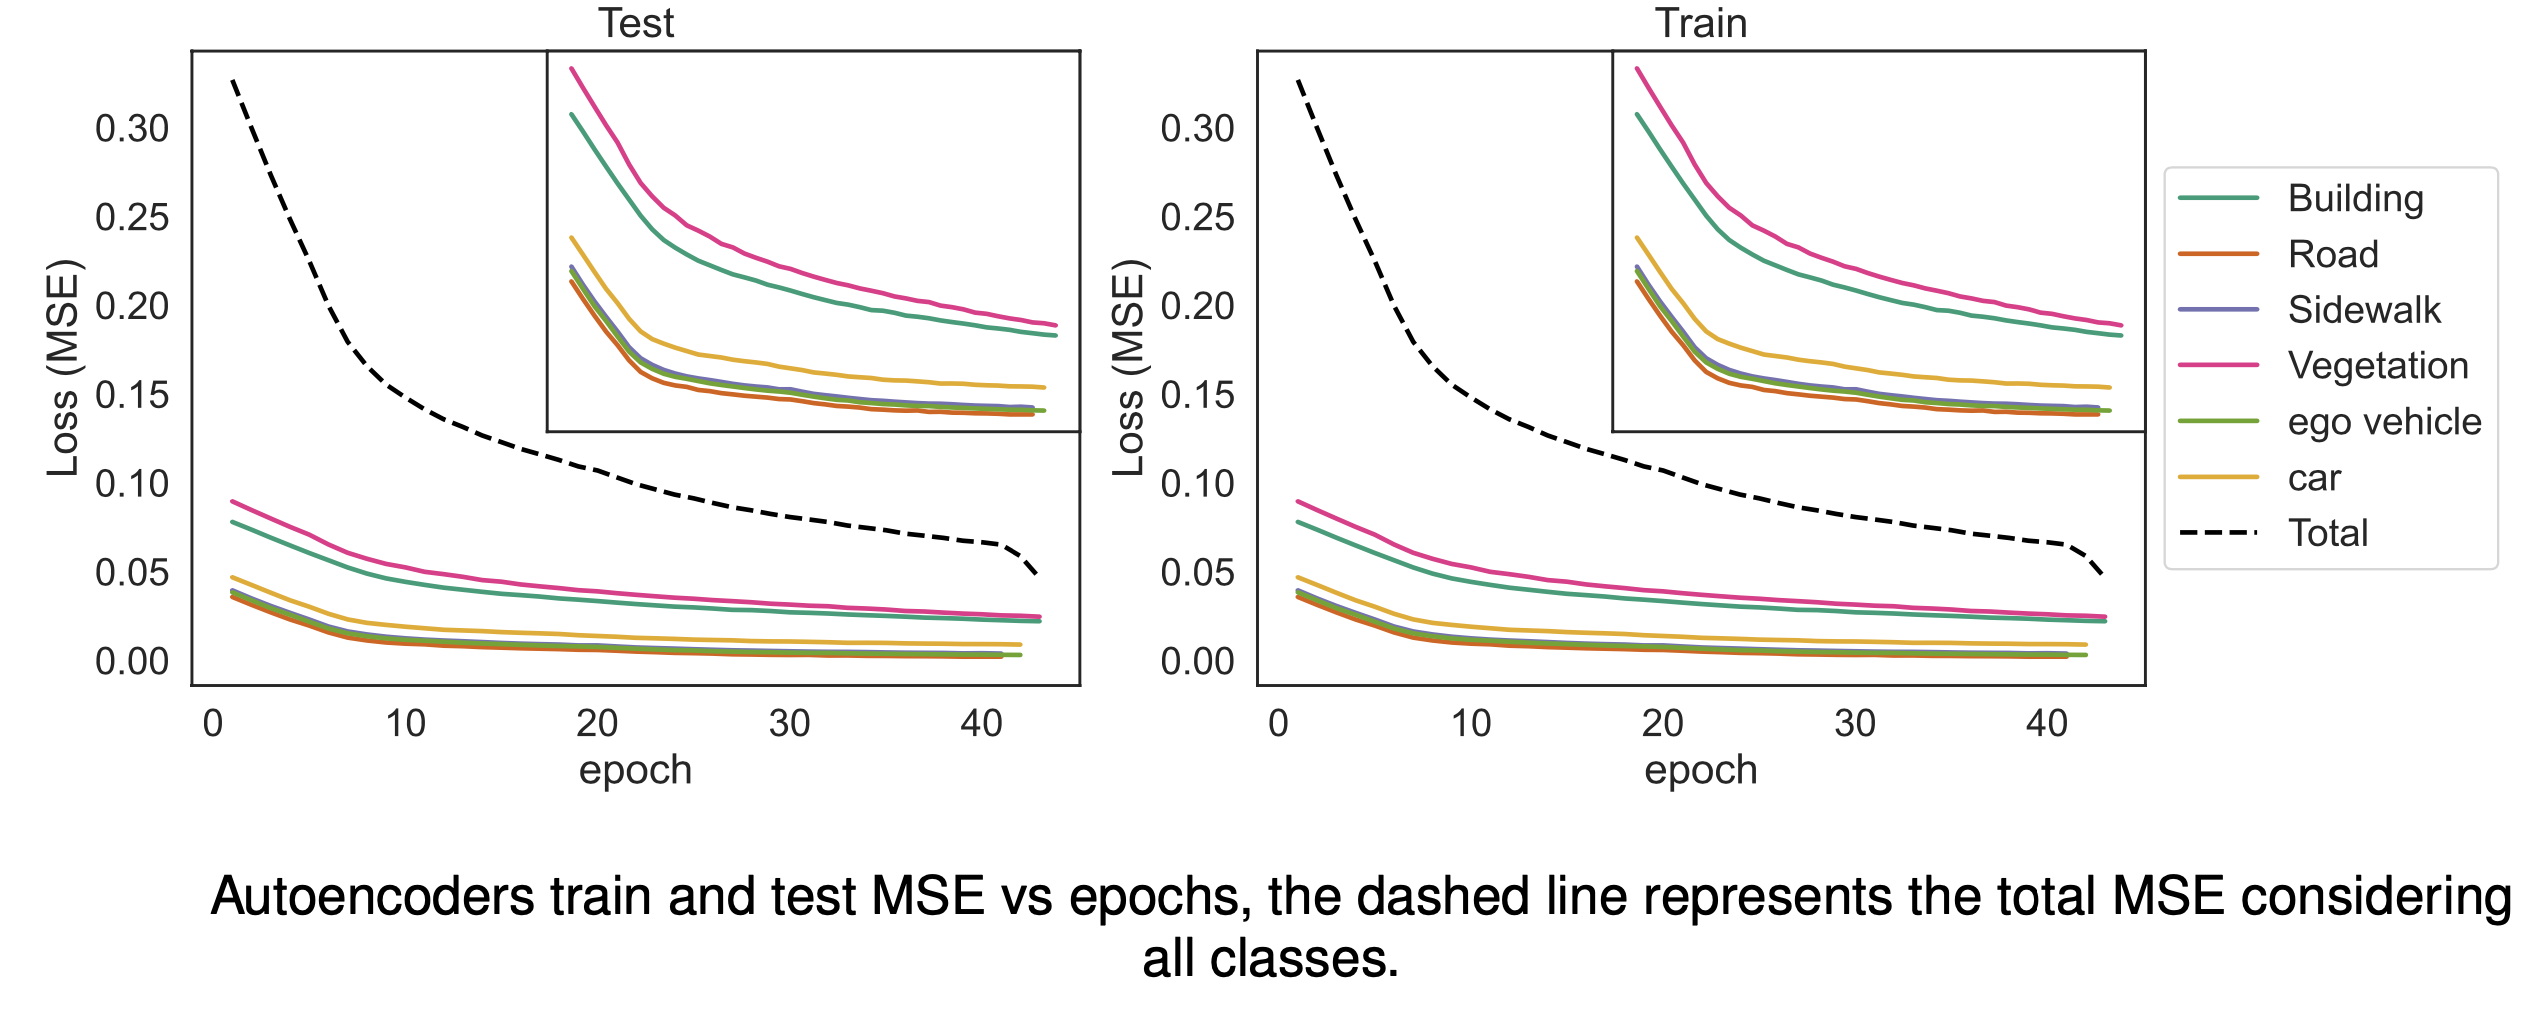 Test
Train
0.30
0.25
0.20
0.15
0.10
0.05
0.00
Loss (MSE)
0 10 20 30 40
epoch
0.30
0.25
0.20
0.15
0.10
0.05
0.00
Loss (MSE)
0 10 20 30 40
epoch
Building
Road
Sidewalk
Vegetation
ego vehicle
car
Total
Autoencoders train and test MSE vs epochs, the dashed line represents the total MSE considering
all classes.